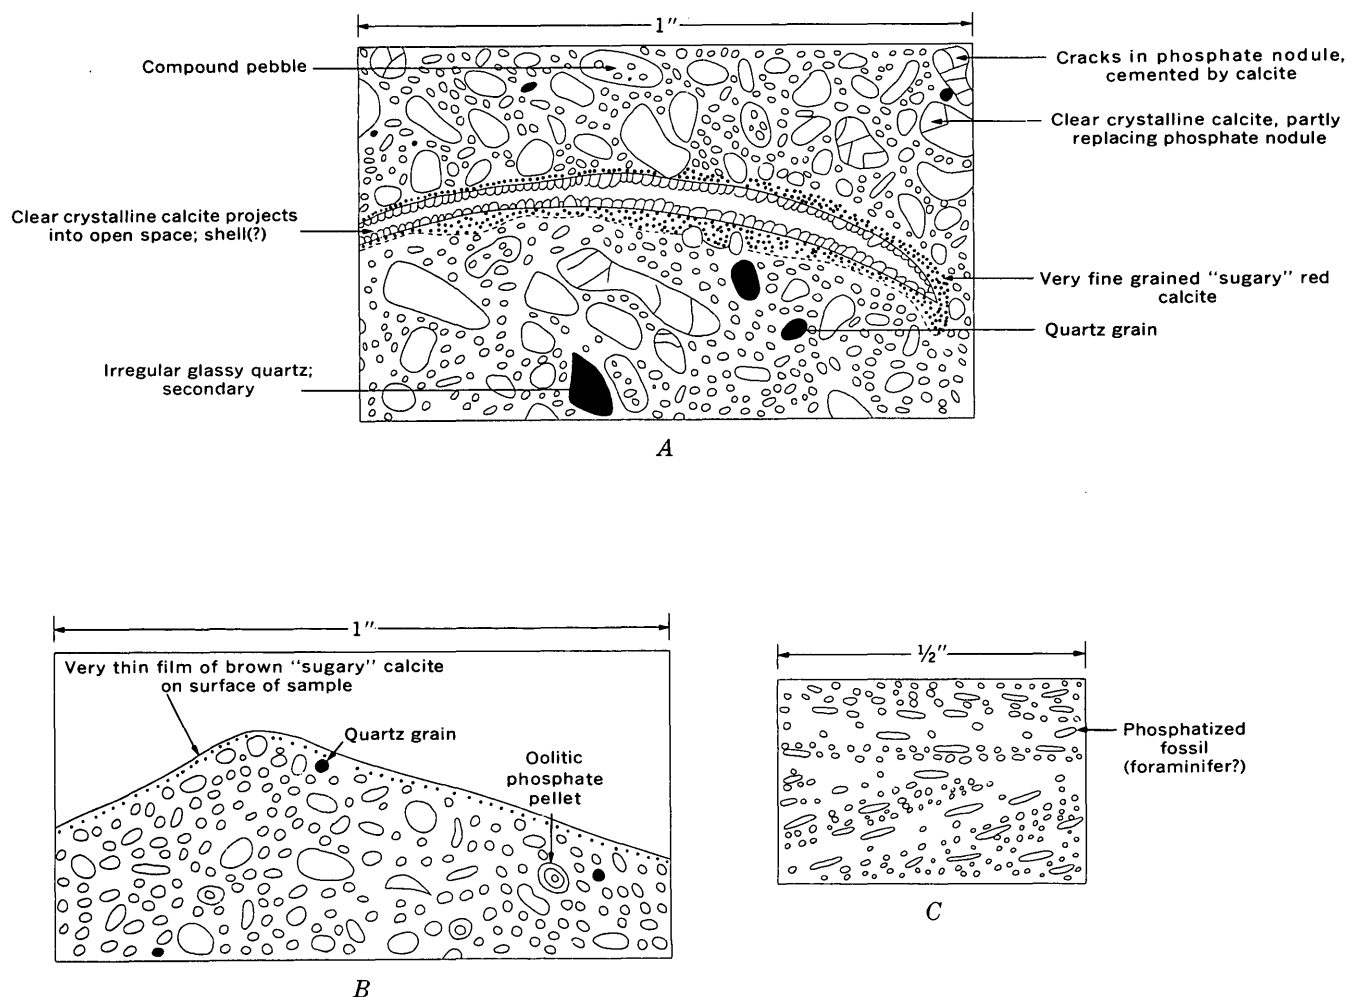 1″
Compound pebble
Cracks in phosphate nodule,
cemented by calcite
Clear crystalline calcite, partly
replacing phosphate nodule
Clear crystalline calcite projects
into open space; shell(?)
Very fine grained “sugary” red
calcite
Quartz grain
Irregular glassy quartz;
secondary
A
1″
Very thin film of brown “sugary” calcite
on surface of sample
Quartz grain
Oolitic
phosphate
pellet
B
½″
Phosphatized
fossil
(foraminifer?)
C